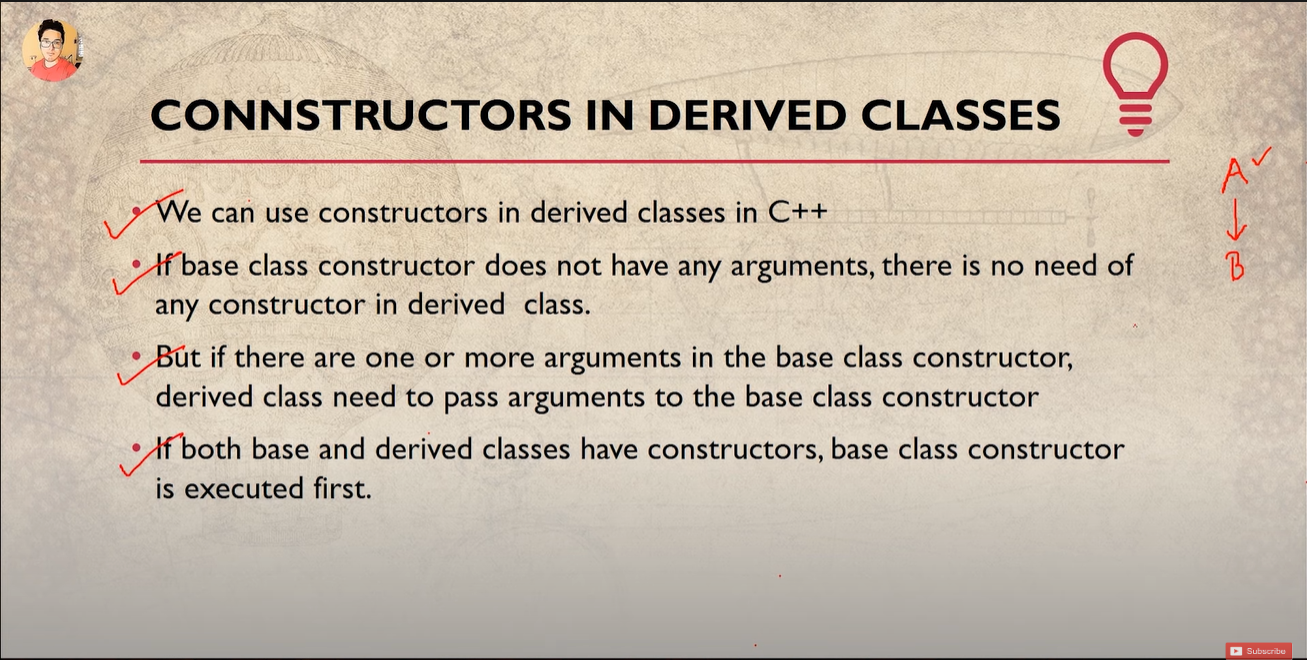 CONNSTRUCTORS IN DERIVED CLASSES
A
B
• We can use constructors in derived classes in C++
• If base class constructor does not have any arguments, there is no need of
any constructor in derived class.
• But if there are one or more arguments in the base class constructor,
derived class need to pass arguments to the base class constructor
• If both base and derived classes have constructors, base class constructor
is executed first.
Subscribe